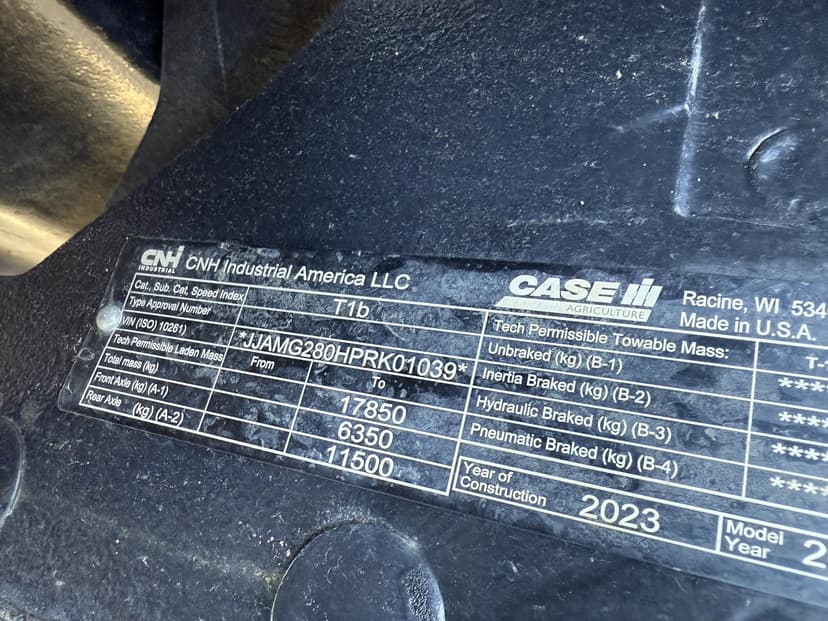 CNH INDUSTRIAL CNH Industrial America LLC
CASE IH AGRICULTURE
Racine, WI 534
Made in U.S.A.
Cat., Sub. Cat, Speed Index T1b
Type Approval Number
VIN (ISO) 10261) *JJAMG280HPRK01039*
Tech Permissible Laden Mass From To
Total mass (kg) 17850
Front Axle (kg) (A-1) 6350
Rear Axle (kg) (A-2) 11500
Tech Permissible Towable Mass: T-
Unbraked (kg) (B-1) ****
Inertia Braked (kg) (B-2) ****
Hydraulic Braked (kg) (B-3) ****
Pneumatic Braked (kg) (B-4) ****
Year of Construction 2023
Model Year 2